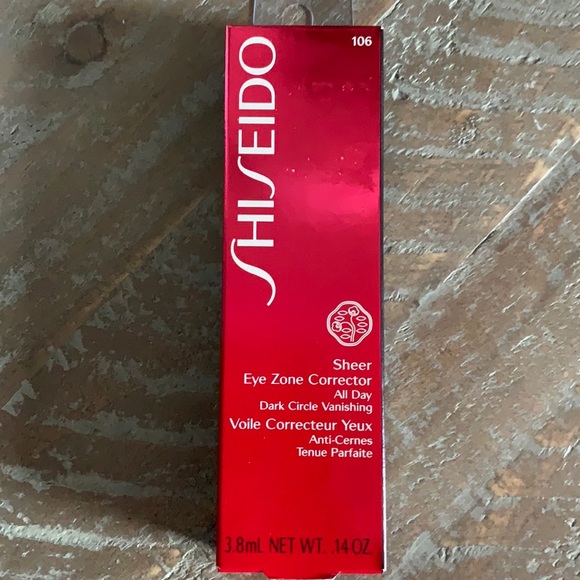 106
SHISEIDO
Sheer
Eye Zone Corrector
All Day
Dark Circle Vanishing
Voile Correcteur Yeux
Anti-Cernes
Tenue Parfaite
3.8mL NET WT. .14 OZ.